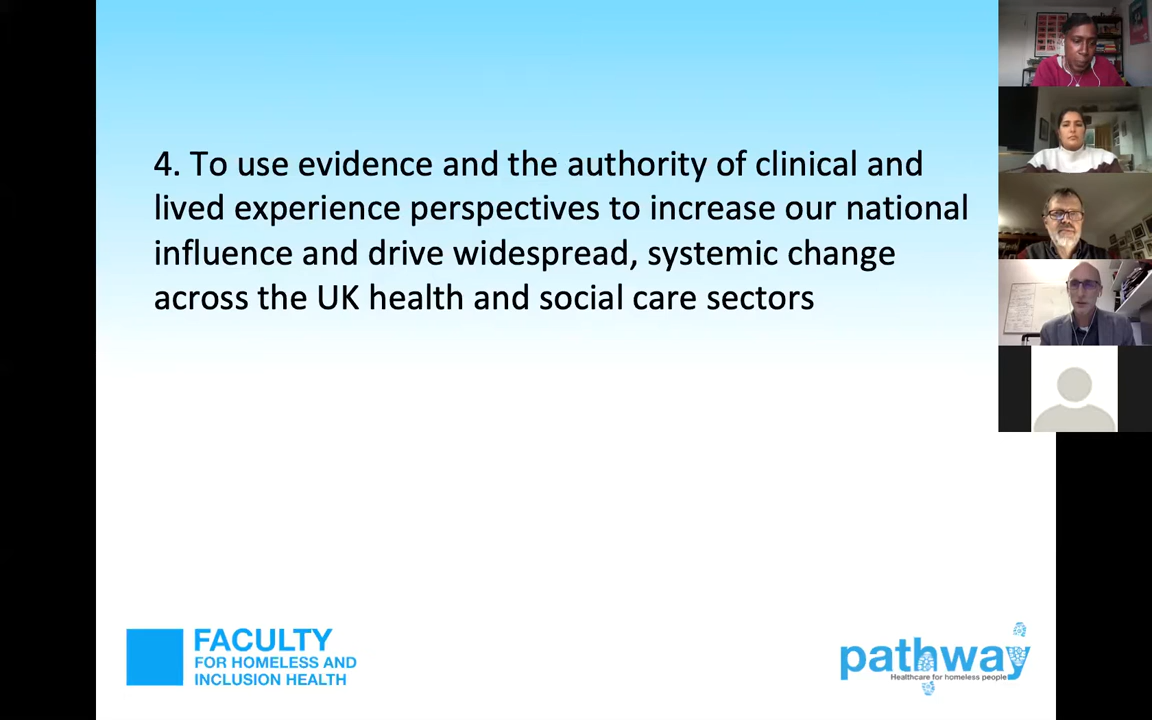 4. To use evidence and the authority of clinical and
lived experience perspectives to increase our national
influence and drive widespread, systemic change
across the UK health and social care sectors
FACULTY
FOR HOMELESS AND
INCLUSION HEALTH
pathway
Healthcare for homeless people